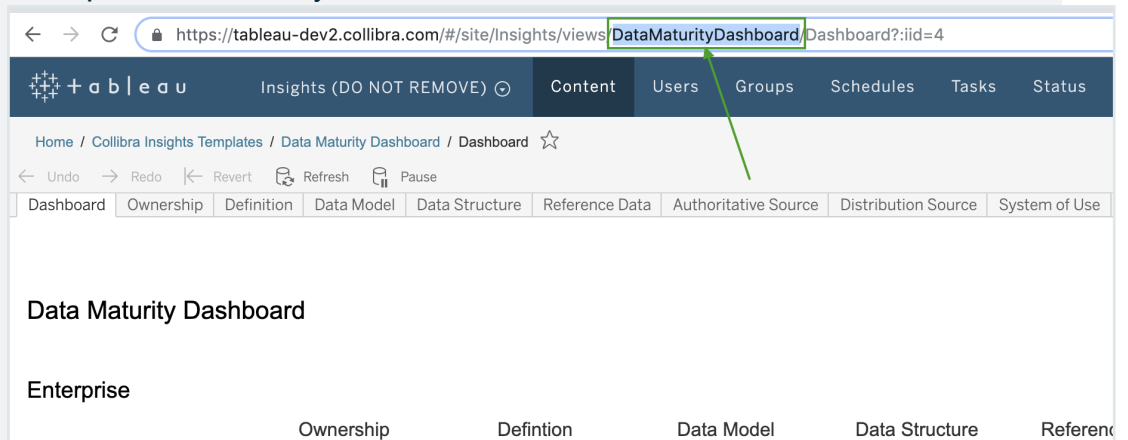 https://tableau-dev2.collibra.com/#/site/Insights/views/DataMaturityDashboard/Dashboard?:iid=4
tableau Insights (DO NOT REMOVE) Content Users Groups Schedules Tasks Status
Home / Collibra Insights Templates / Data Maturity Dashboard / Dashboard
Undo Redo Revert Refresh Pause
Dashboard Ownership Definition Data Model Data Structure Reference Data Authoritative Source Distribution Source System of Use
Data Maturity Dashboard
Enterprise
Ownership Defintion Data Model Data Structure